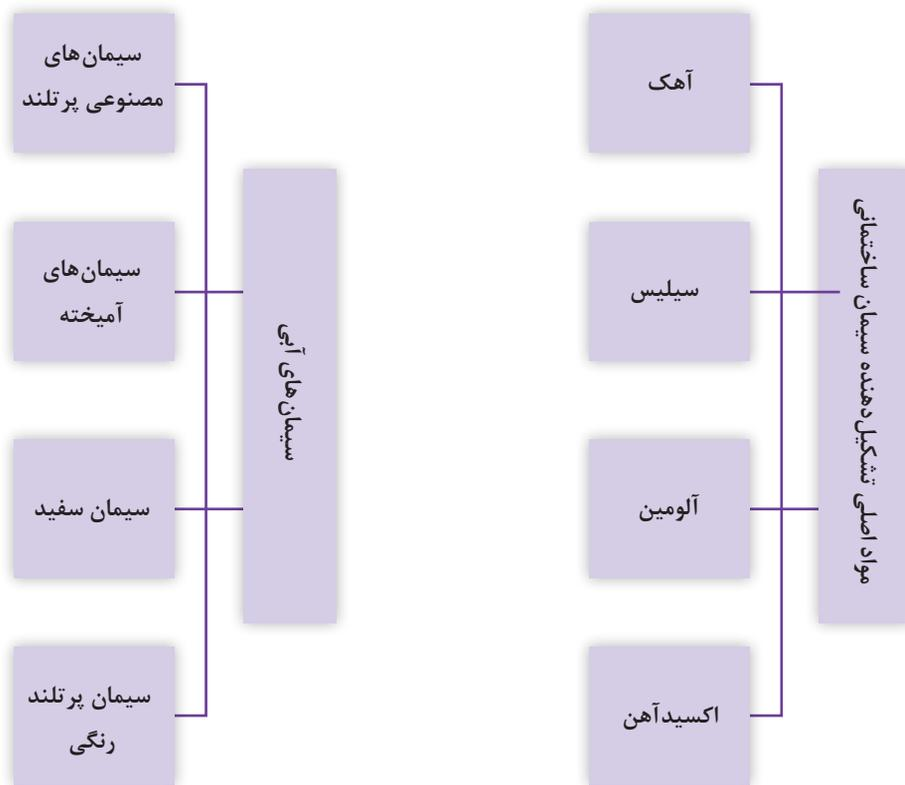 مواد اصلی تشکیل‌دهنده سیمان ساختمانی
آهک
سیلیس
آلومین
اکسیدآهن
سیمان‌های آبی
سیمان‌های
مصنوعی پرتلند
سیمان‌های
آمیخته
سیمان سفید
سیمان پرتلند
رنگی